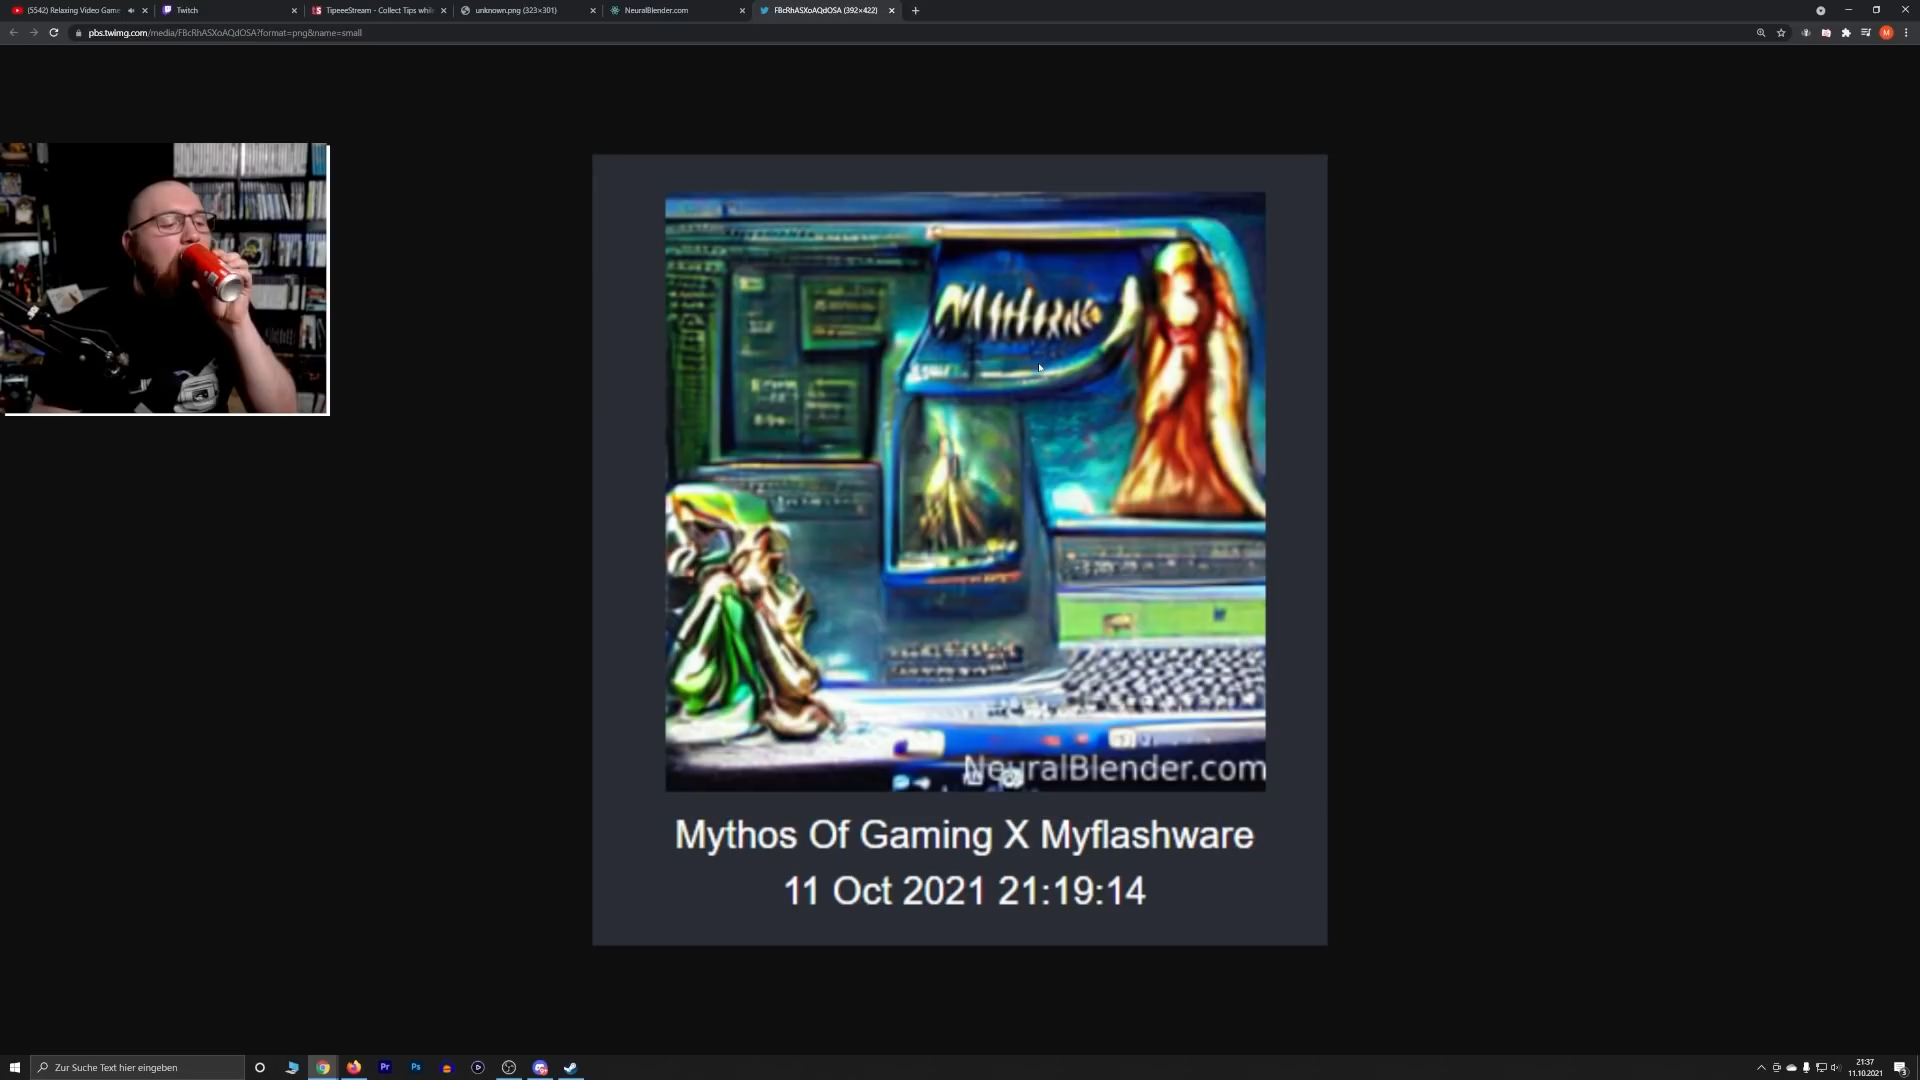 (5542) Relaxing Video Game
Twitch
TipeeeStream - Collect Tips whil
unknown.png (323×301)
NeuralBlender.com
FBcRhASXoAQdOSA (392×422)
pbs.twimg.com/media/FBcRhASXoAQdOSA?format=png&name=small
M
NeuralBlender.com
Mythos Of Gaming X Myflashware
11 Oct 2021 21:19:14
Zur Suche Text hier eingeben
Pr
Ps
21:37
11.10.2021